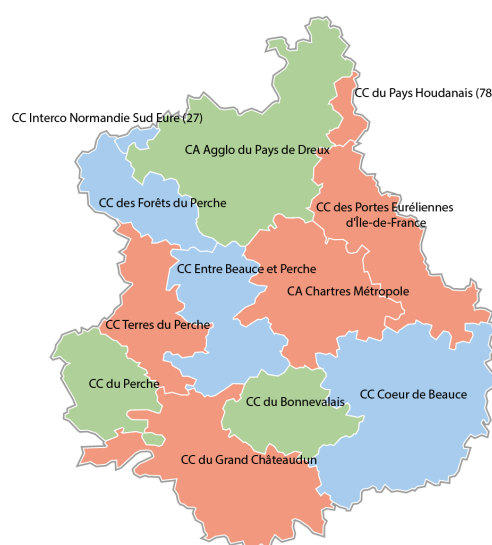 CC du Pays Houdanais (78
CC Interco Normandie Sud Eure (27)
CA Agglo du Pays de Dreux
CC des Forêts du Perche
CC des Portes Euréliennes
d'Île-de-France
CC Entre Beauce et Perche
CA Chartres Métropole
CC Terres du Perche
CC du Perche
CC Coeur de Beauce
CC du Bonnevalais
CC du Grand Châteaudun